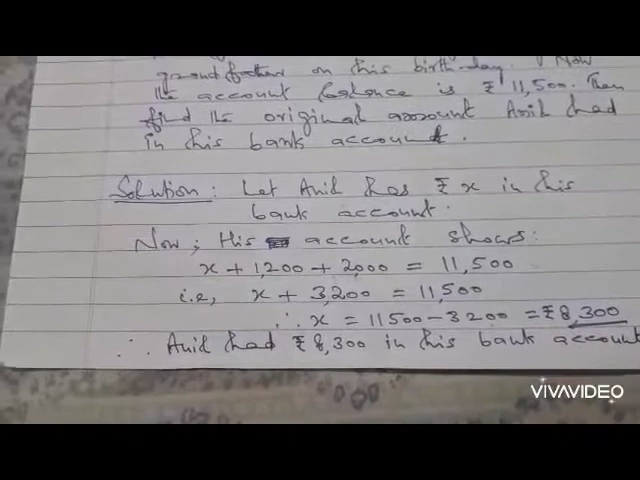 grandfather on his birthday. Now
the account balance is ₹ 11,500. Then
find the original amount Anil had
in his bank account.
Solution: Let Anil has ₹ x in his
bank account.
Now, His account shows:
x + 1,200 + 2,000 = 11,500
i.e, x + 3,200 = 11,500
∴ x = 11500 - 3200 = ₹8,300
∴ Anil had ₹8,300 in his bank account
VIVAVIDEO